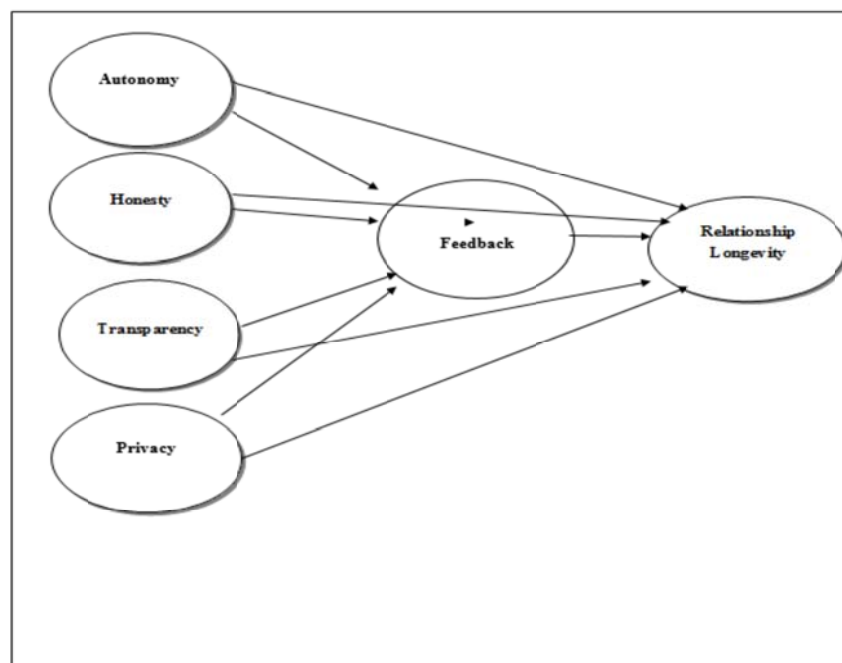 Autonomy
Honesty
Feedback
Relationship
Longevity
Transparency
Privacy